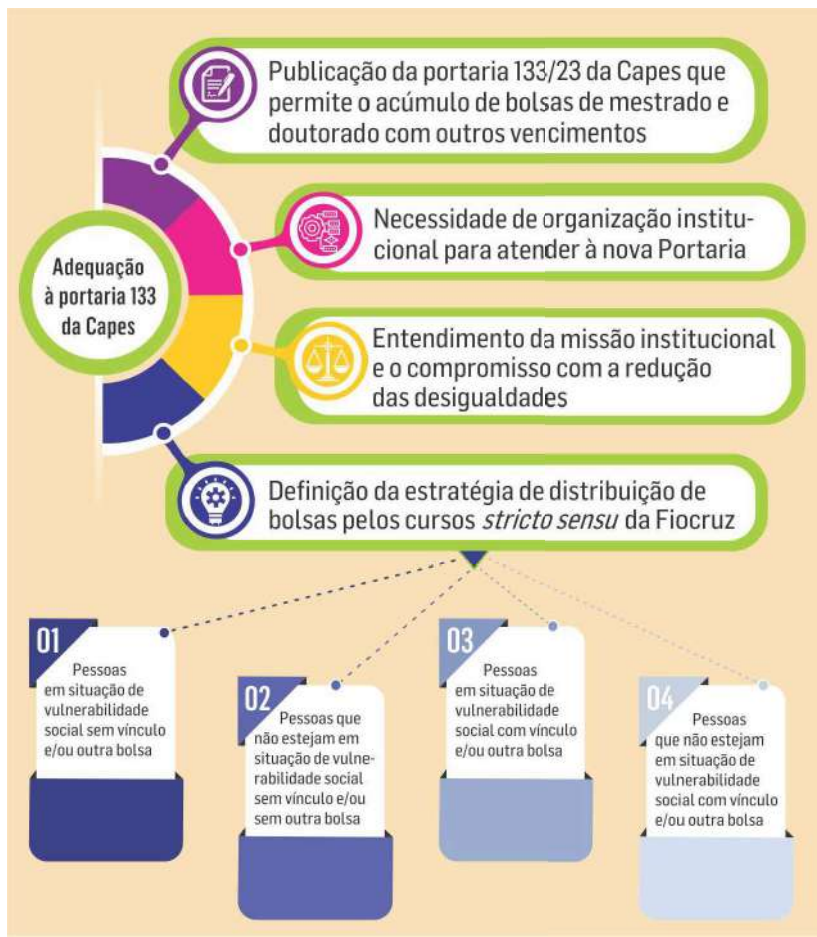 Publicação da portaria 133/23 da Capes que
permite o acúmulo de bolsas de mestrado e
doutorado com outros vencimentos
Necessidade de organização institu-
cional para atender à nova Portaria
Adequação
à portaria 133
da Capes
Entendimento da missão institucional
e o compromisso com a redução
das desigualdades
Definição da estratégia de distribuição de
bolsas pelos cursos stricto sensu da Fiocruz
01
Pessoas
em situação de
vulnerabilidade
social sem vínculo
e/ou outra bolsa
02
Pessoas que
não estejam em
situação de vulne-
rabilidade social
sem vínculo e/ou
sem outra bolsa
03
Pessoas
em situação de
vulnerabilidade
social com vínculo
e/ou outra bolsa
04
Pessoas
que não estejam
em situação de
vulnerabilidade
social com vínculo
e/ou outra bolsa